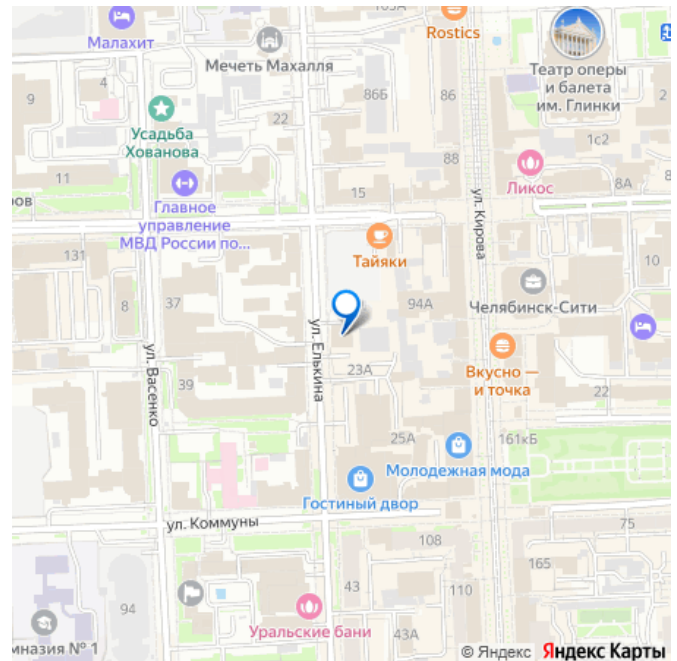 103А
Rostics
Малахит
Мечеть Махалля
Театр оперы
и балета
им. Глинки
4
9
86Б
86
2
22
Усадьба
Хованова
1с2
88
11
15
Ликос
8А
8
ров
Главное
управление
МВД России по...
ул. Кирова
Тайяки
131
10
8
37
94А
Челябинск-Сити
ул. Елькина
ул. Васенко
23А
Вкусно —
и точка
39
22
25А
161кБ
Молодежная мода
Гостиный двор
ул. Коммуны
75
108
165
43
110
94
Уральские бани
43А
мназия № 1
© Яндекс Яндекс Карты